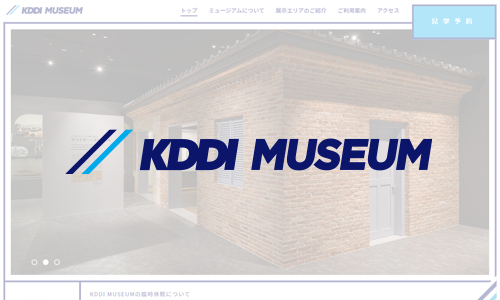 KDDI MUSEUM
トップ
ミュージアムについて
展示エリアのご紹介
ご利用案内
アクセス
見学予約
KDDI MUSEUM
KDDI MUSEUMの臨時休館について